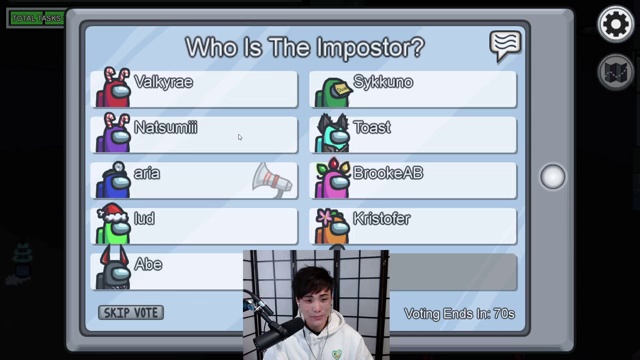 TOTAL TASKS
Who Is The Impostor?
Valkyrae
Sykkuno
Natsumiii
Toast
aria
BrookeAB
lud
Kristofer
Abe
SKIP VOTE
Voting Ends In: 70s